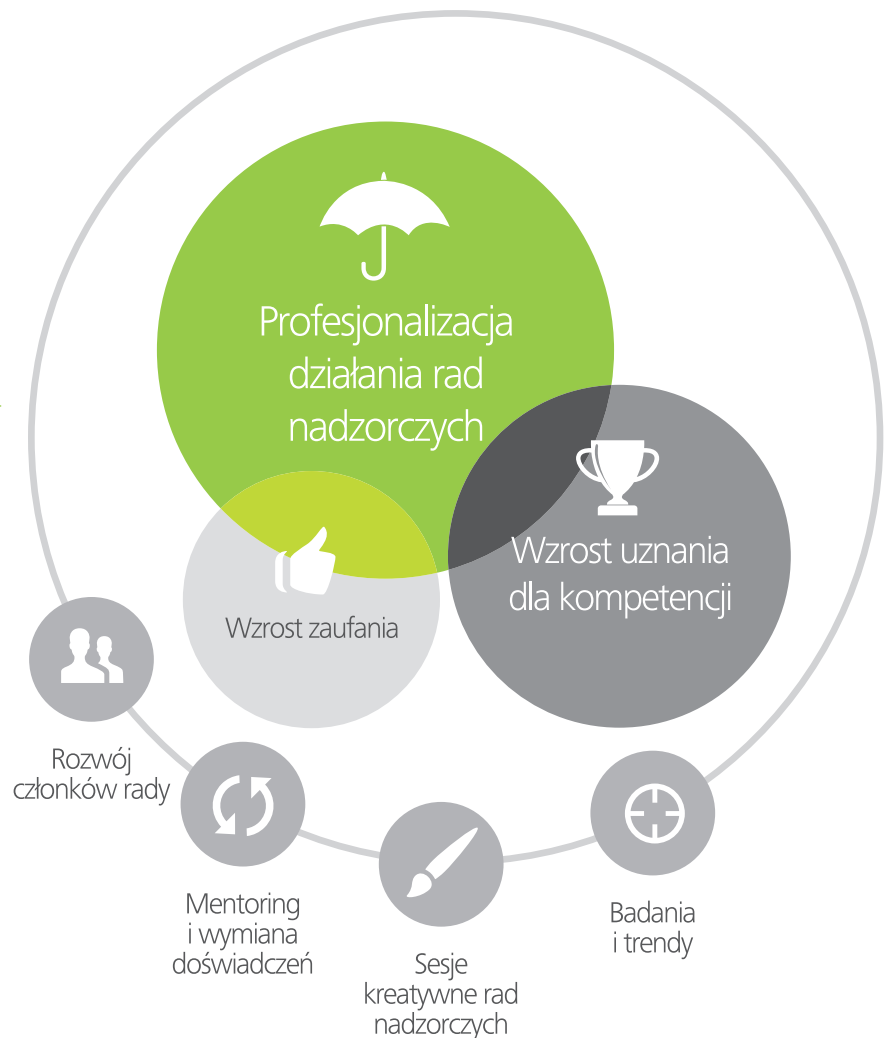 Profesjonalizacja
działania rad
nadzorczych
Wzrost uznania
dla kompetencji
Wzrost zaufania
Rozwój
członków rady
Mentoring
i wymiana
doświadczeń
Sesje
kreatywne rad
nadzorczych
Badania
i trendy